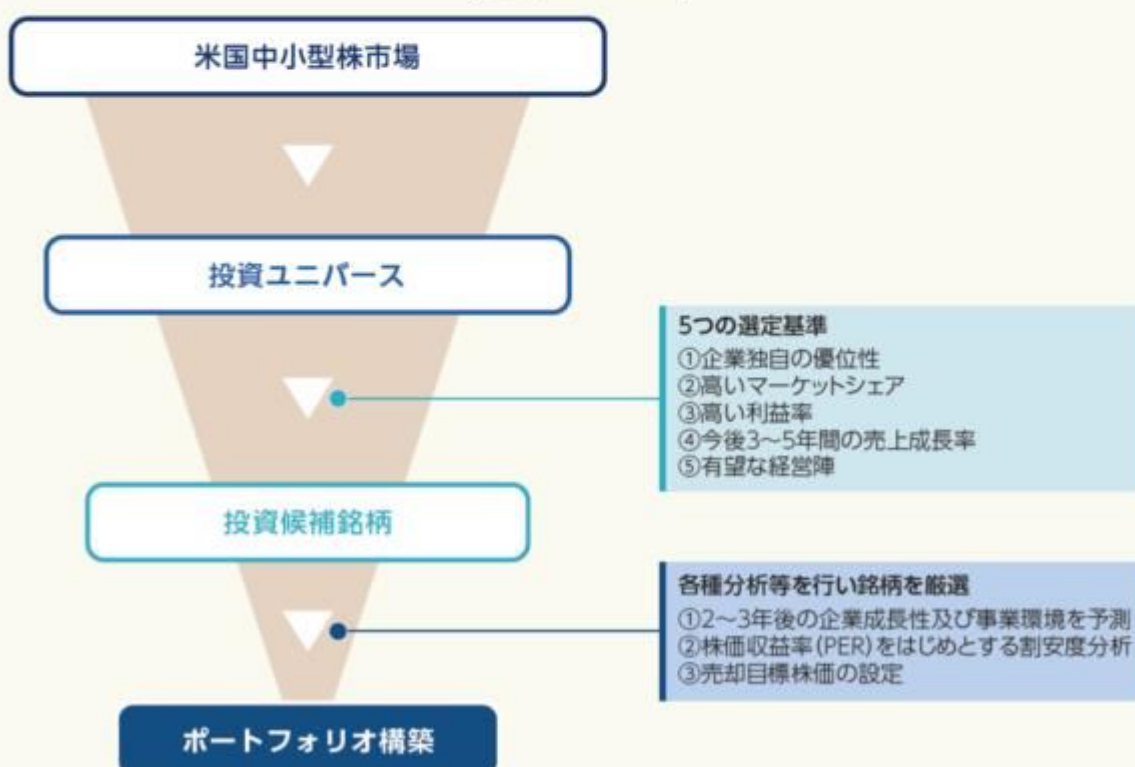 米国中小型株市場
投資ユニバース
5つの選定基準
①企業独自の優位性
②高いマーケットシェア
③高い利益率
④今後3〜5年間の売上成長率
⑤有望な経営陣
投資候補銘柄
各種分析等を行い銘柄を厳選
①2〜3年後の企業成長性及び事業環境を予測
②株価収益率(PER)をはじめとする割安度分析
③売却目標株価の設定
ポートフォリオ構築